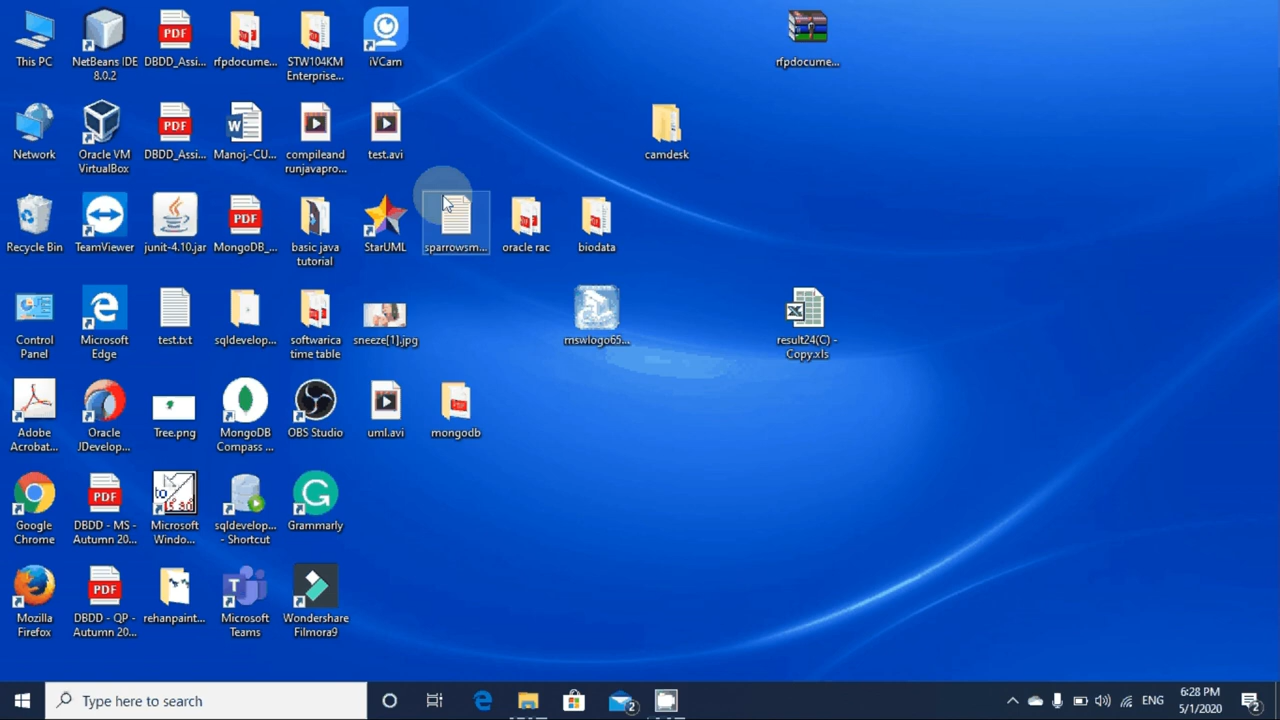 This PC
NetBeans IDE
8.0.2
DBDD_Assi...
rfpdocume...
STW104KM
Enterprise...
iVCam
rfpdocume...
Network
Oracle VM
VirtualBox
DBDD_Assi...
Manoj.-CU...
compileand
runjavapro...
test.avi
camdesk
Recycle Bin
TeamViewer
junit-4.10.jar
MongoDB_...
basic java
tutorial
StarUML
sparrowsm...
oracle rac
biodata
Control
Panel
Microsoft
Edge
test.txt
sqldevelop...
softwarica
time table
sneeze[1].jpg
mswlogo65...
result24(C) -
Copy.xls
Adobe
Acrobat...
Oracle
JDevelop...
Tree.png
MongoDB
Compass ...
OBS Studio
uml.avi
mongodb
Google
Chrome
DBDD - MS -
Autumn 20...
Microsoft
Windo...
sqldevelop...
- Shortcut
Grammarly
Mozilla
Firefox
DBDD - QP -
Autumn 20...
rehanpaint...
Microsoft
Teams
Wondershare
Filmora9
Type here to search
2
ENG
6:28 PM
5/1/2020
2